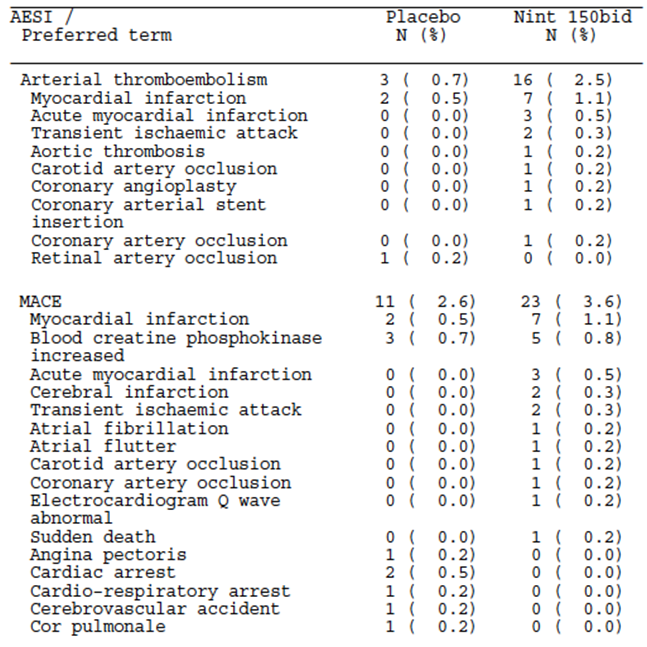 AESI / Placebo Nint 150bid
Preferred term N (%) N (%)
Arterial thromboembolism 3 ( 0.7) 16 ( 2.5)
Myocardial infarction 2 ( 0.5) 7 ( 1.1)
Acute myocardial infarction 0 ( 0.0) 3 ( 0.5)
Transient ischaemic attack 0 ( 0.0) 2 ( 0.3)
Aortic thrombosis 0 ( 0.0) 1 ( 0.2)
Carotid artery occlusion 0 ( 0.0) 1 ( 0.2)
Coronary angioplasty 0 ( 0.0) 1 ( 0.2)
Coronary arterial stent 0 ( 0.0) 1 ( 0.2)
insertion
Coronary artery occlusion 0 ( 0.0) 1 ( 0.2)
Retinal artery occlusion 1 ( 0.2) 0 ( 0.0)
MACE 11 ( 2.6) 23 ( 3.6)
Myocardial infarction 2 ( 0.5) 7 ( 1.1)
Blood creatine phosphokinase 3 ( 0.7) 5 ( 0.8)
increased
Acute myocardial infarction 0 ( 0.0) 3 ( 0.5)
Cerebral infarction 0 ( 0.0) 2 ( 0.3)
Transient ischaemic attack 0 ( 0.0) 2 ( 0.3)
Atrial fibrillation 0 ( 0.0) 1 ( 0.2)
Atrial flutter 0 ( 0.0) 1 ( 0.2)
Carotid artery occlusion 0 ( 0.0) 1 ( 0.2)
Coronary artery occlusion 0 ( 0.0) 1 ( 0.2)
Electrocardiogram Q wave 0 ( 0.0) 1 ( 0.2)
abnormal
Sudden death 0 ( 0.0) 1 ( 0.2)
Angina pectoris 1 ( 0.2) 0 ( 0.0)
Cardiac arrest 2 ( 0.5) 0 ( 0.0)
Cardio-respiratory arrest 1 ( 0.2) 0 ( 0.0)
Cerebrovascular accident 1 ( 0.2) 0 ( 0.0)
Cor pulmonale 1 ( 0.2) 0 ( 0.0)